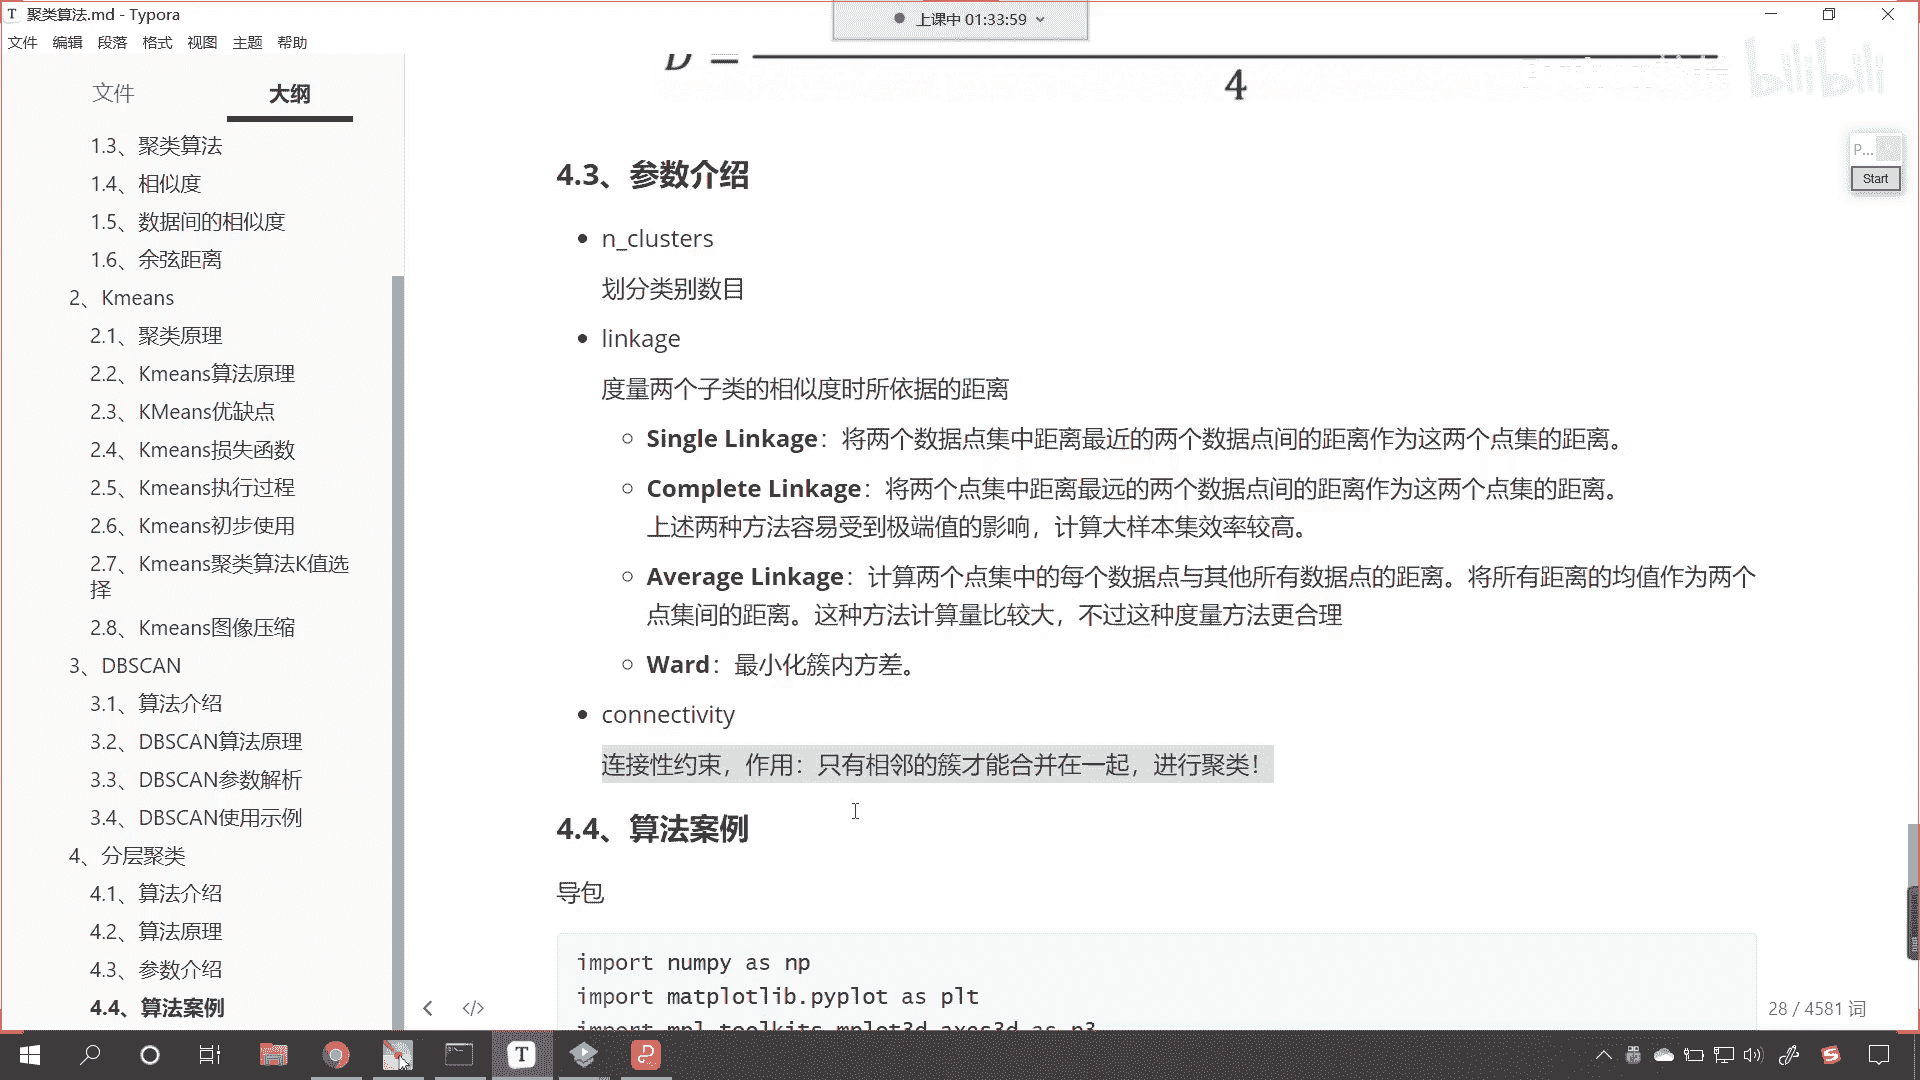 聚类算法.md - Typora
上课中 01:33:59
文件 编辑 段落 格式 视图 主题 帮助
文件 大纲
1.3、聚类算法
1.4、相似度
1.5、数据间的相似度
1.6、余弦距离
2、Kmeans
2.1、聚类原理
2.2、Kmeans算法原理
2.3、KMeans优缺点
2.4、Kmeans损失函数
2.5、Kmeans执行过程
2.6、Kmeans初步使用
2.7、Kmeans聚类算法K值选
择
2.8、Kmeans图像压缩
3、DBSCAN
3.1、算法介绍
3.2、DBSCAN算法原理
3.3、DBSCAN参数解析
3.4、DBSCAN使用示例
4、分层聚类
4.1、算法介绍
4.2、算法原理
4.3、参数介绍
4.4、算法案例
D =
4
bilibili
P...
Start
4.3、参数介绍
n_clusters
划分类别数目
linkage
度量两个子类的相似度时所依据的距离
Single Linkage：将两个数据点集中距离最近的两个数据点间的距离作为这两个点集的距离。
Complete Linkage：将两个点集中距离最远的两个数据点间的距离作为这两个点集的距离。
上述两种方法容易受到极端值的影响，计算大样本集效率较高。
Average Linkage：计算两个点集中的每个数据点与其他所有数据点的距离。将所有距离的均值作为两个
点集间的距离。这种方法计算量比较大，不过这种度量方法更合理
Ward：最小化簇内方差。
connectivity
连接性约束，作用：只有相邻的簇才能合并在一起，进行聚类！
4.4、算法案例
导包
import numpy as np
import matplotlib.pyplot as plt
import mpl_toolkits.mplot3d.axes3d as p3
28 / 4581 词